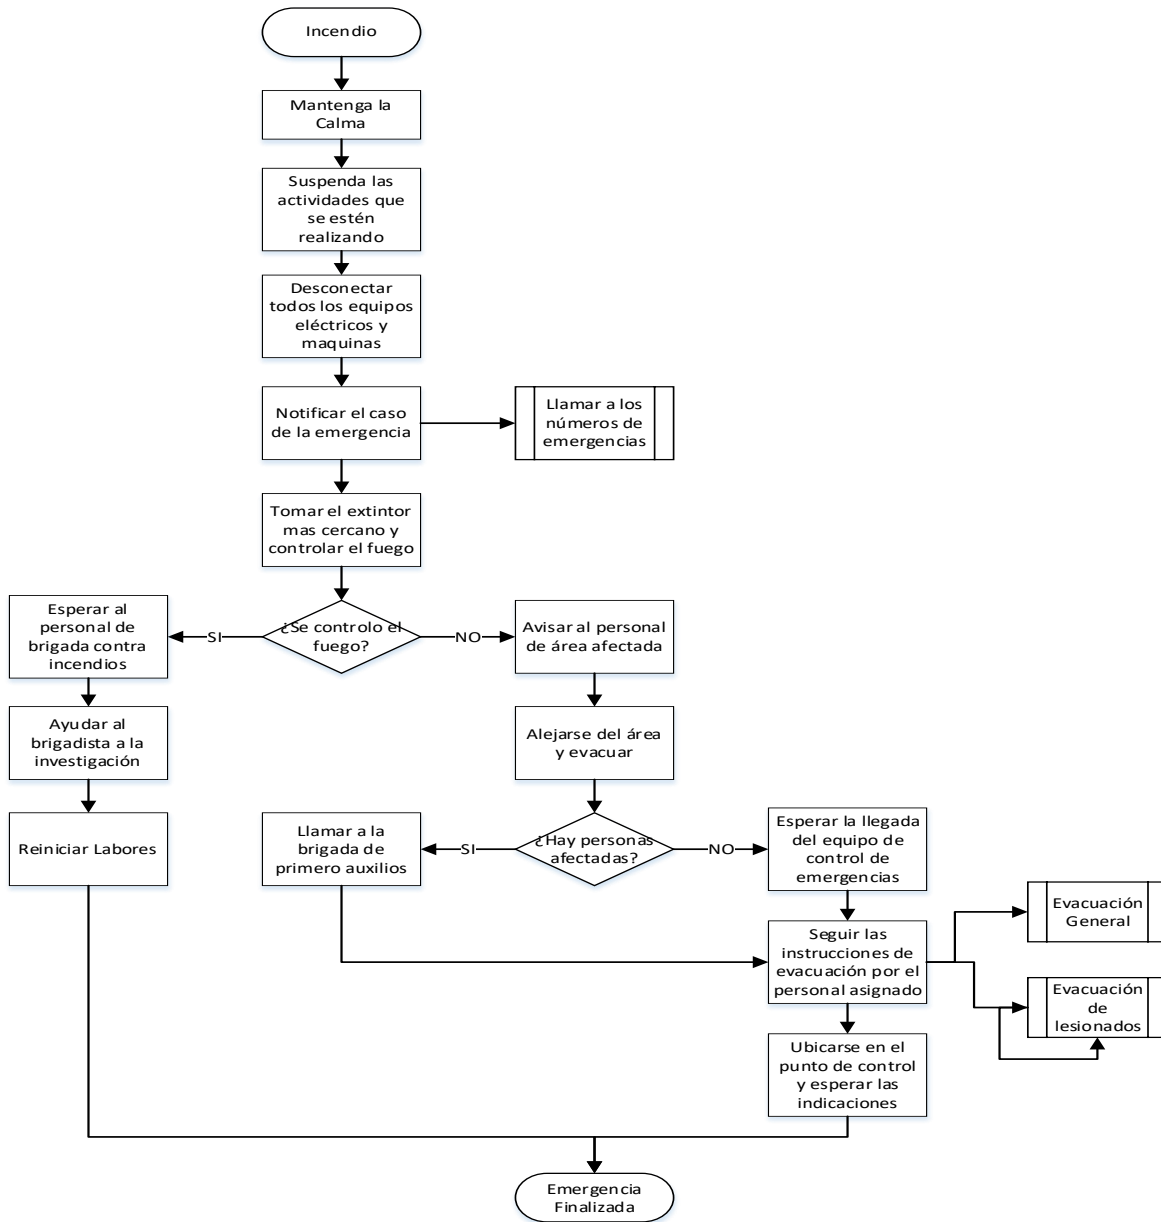 Incendio
Mantenga la
Calma
Suspenda las
actividades que
se estén
realizando
Desconectar
todos los equipos
eléctricos y
maquinas
Notificar el caso
de la emergencia
Llamar a los
números de
emergencias
Tomar el extintor
mas cercano y
controlar el fuego
¿Se controlo el
fuego?
SI
NO
Esperar al
personal de
brigada contra
incendios
Ayudar al
brigadista a la
investigación
Reiniciar Labores
Avisar al personal
de área afectada
Alejarse del área
y evacuar
¿Hay personas
afectadas?
SI
NO
Llamar a la
brigada de
primero auxilios
Esperar la llegada
del equipo de
control de
emergencias
Seguir las
instrucciones de
evacuación por el
personal asignado
Evacuación
General
Evacuación
de
lesionados
Ubicarse en el
punto de control
y esperar las
indicaciones
Emergencia
Finalizada